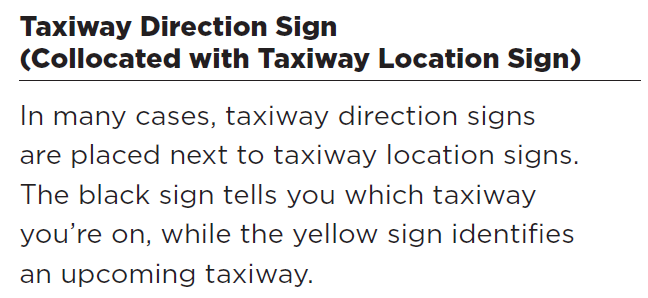 Taxiway Direction Sign
(Collocated with Taxiway Location Sign)
In many cases, taxiway direction signs
are placed next to taxiway location signs.
The black sign tells you which taxiway
you’re on, while the yellow sign identifies
an upcoming taxiway.